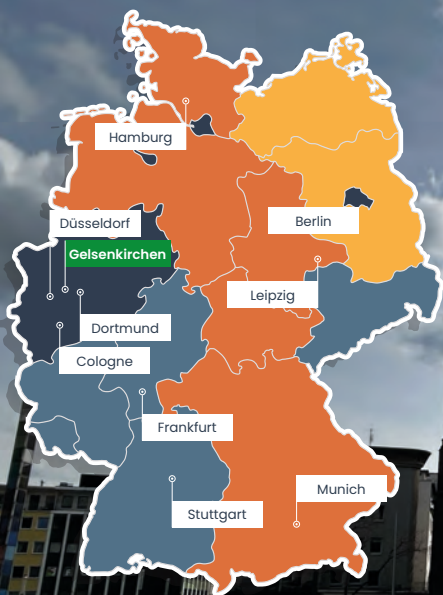 Hamburg
Düsseldorf
Berlin
Gelsenkirchen
Leipzig
Dortmund
Cologne
Frankfurt
Munich
Stuttgart